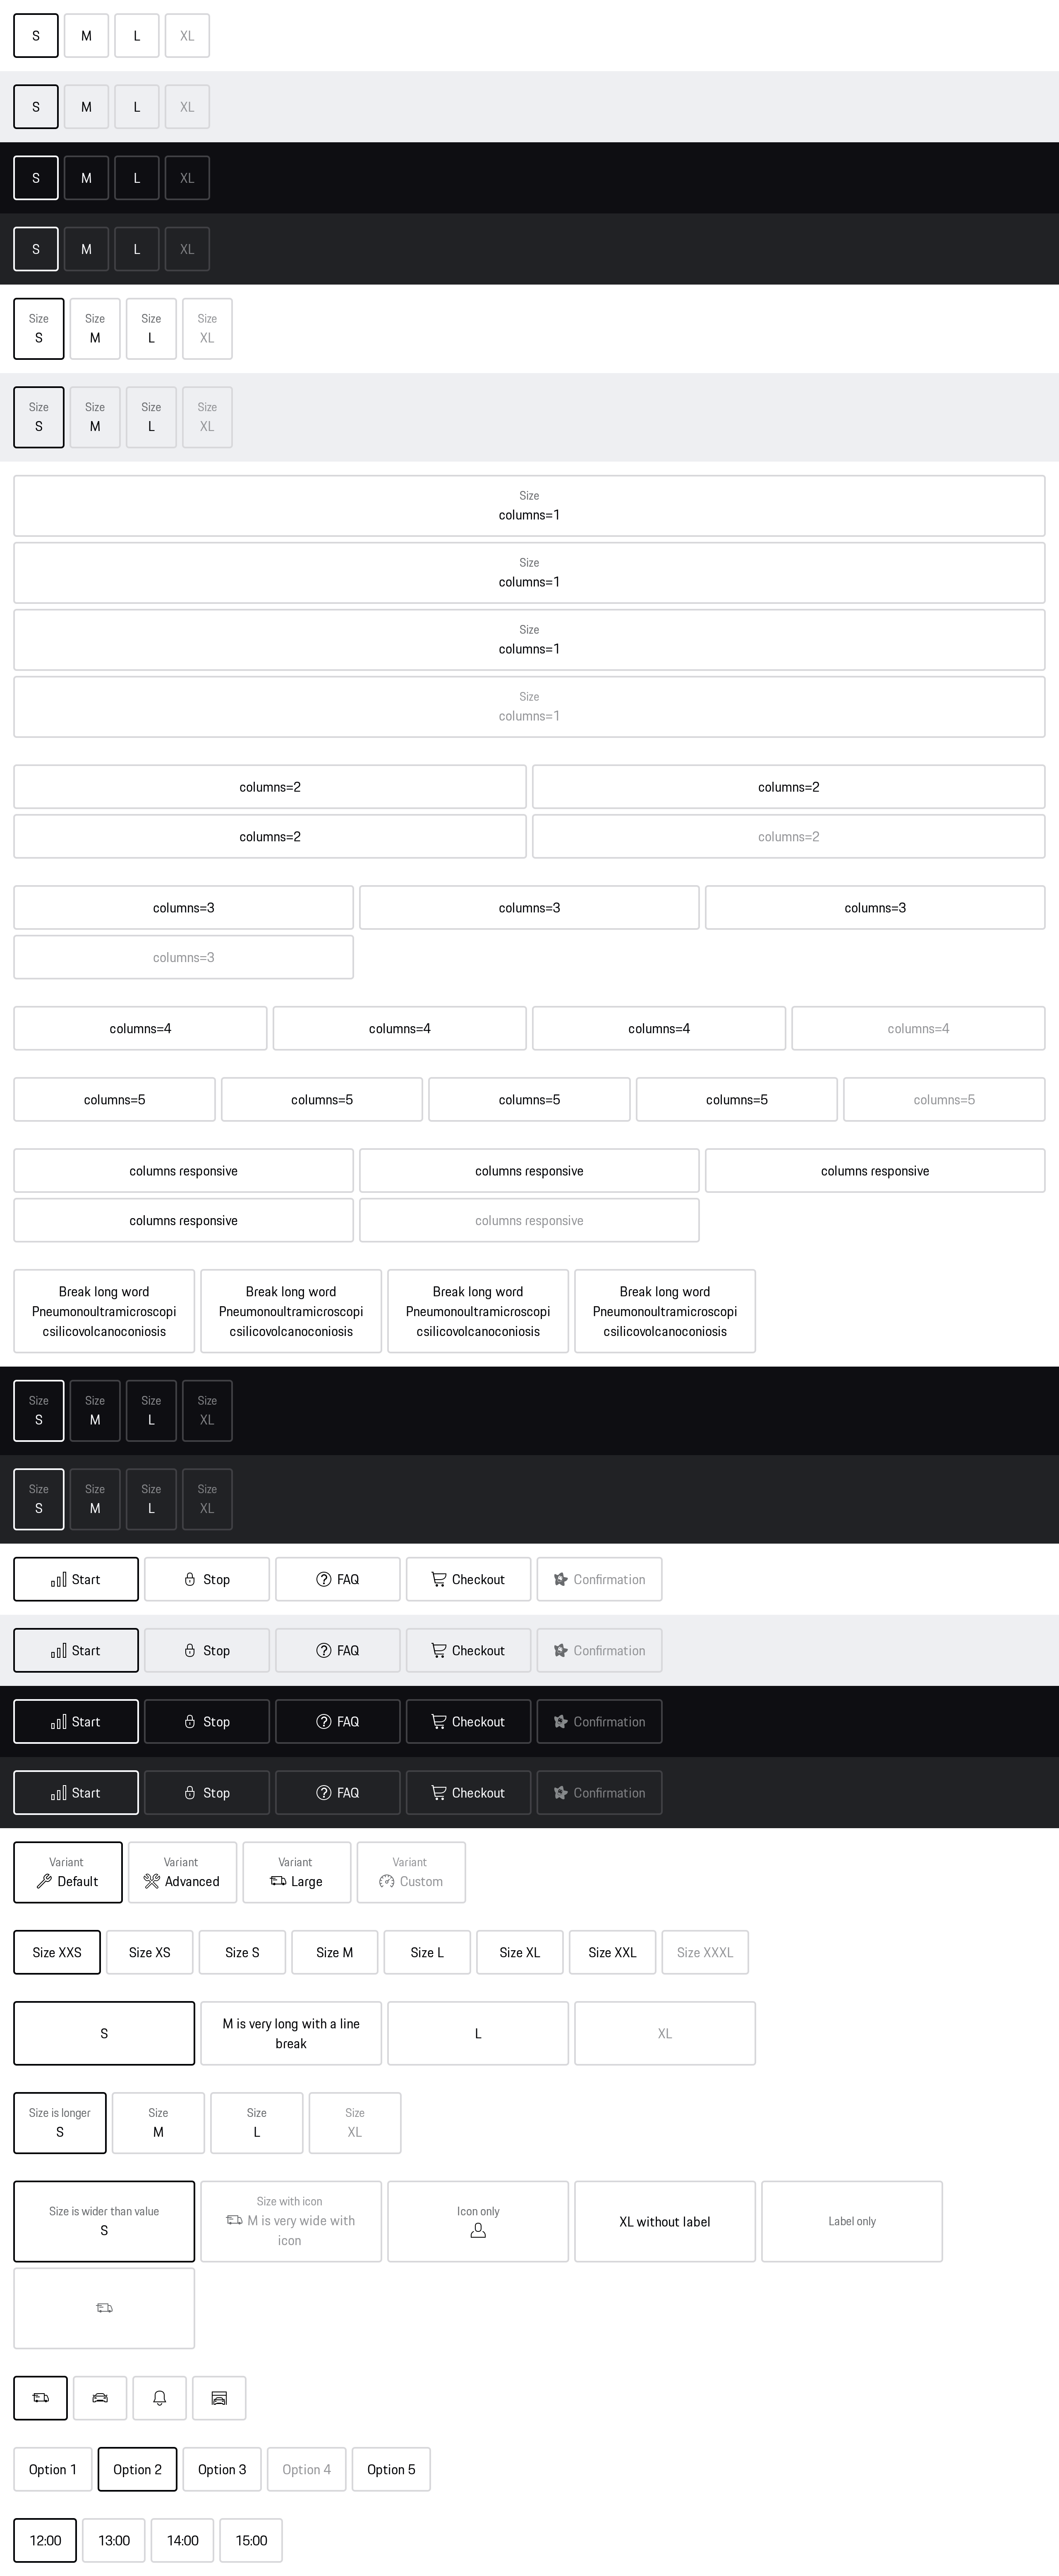 S M L XL
S M L XL
S M L XL
S M L XL
Size Size Size Size
S M L XL
Size Size Size Size
S M L XL
Size
columns=1
Size
columns=1
Size
columns=1
Size
columns=1
columns=2 columns=2
columns=2 columns=2
columns=3 columns=3 columns=3
columns=3
columns=4 columns=4 columns=4 columns=4
columns=5 columns=5 columns=5 columns=5 columns=5
columns responsive columns responsive columns responsive
columns responsive columns responsive
Break long word Break long word Break long word Break long word
Pneumonoultramicroscopi Pneumonoultramicroscopi Pneumonoultramicroscopi Pneumonoultramicroscopi
csilicovolcanoconiosis csilicovolcanoconiosis csilicovolcanoconiosis csilicovolcanoconiosis
Size Size Size Size
S M L XL
Size Size Size Size
S M L XL
Start Stop FAQ Checkout Confirmation
Start Stop FAQ Checkout Confirmation
Start Stop FAQ Checkout Confirmation
Start Stop FAQ Checkout Confirmation
Variant Variant Variant Variant
Default Advanced Large Custom
Size XXS Size XS Size S Size M Size L Size XL Size XXL Size XXXL
S
M is very long with a line
break
L
XL
Size is longer Size Size Size
S M L XL
Size is wider than value
S
Size with icon
M is very wide with
icon
Icon only
XL without label
Label only
Option 1 Option 2 Option 3 Option 4 Option 5
12:00 13:00 14:00 15:00